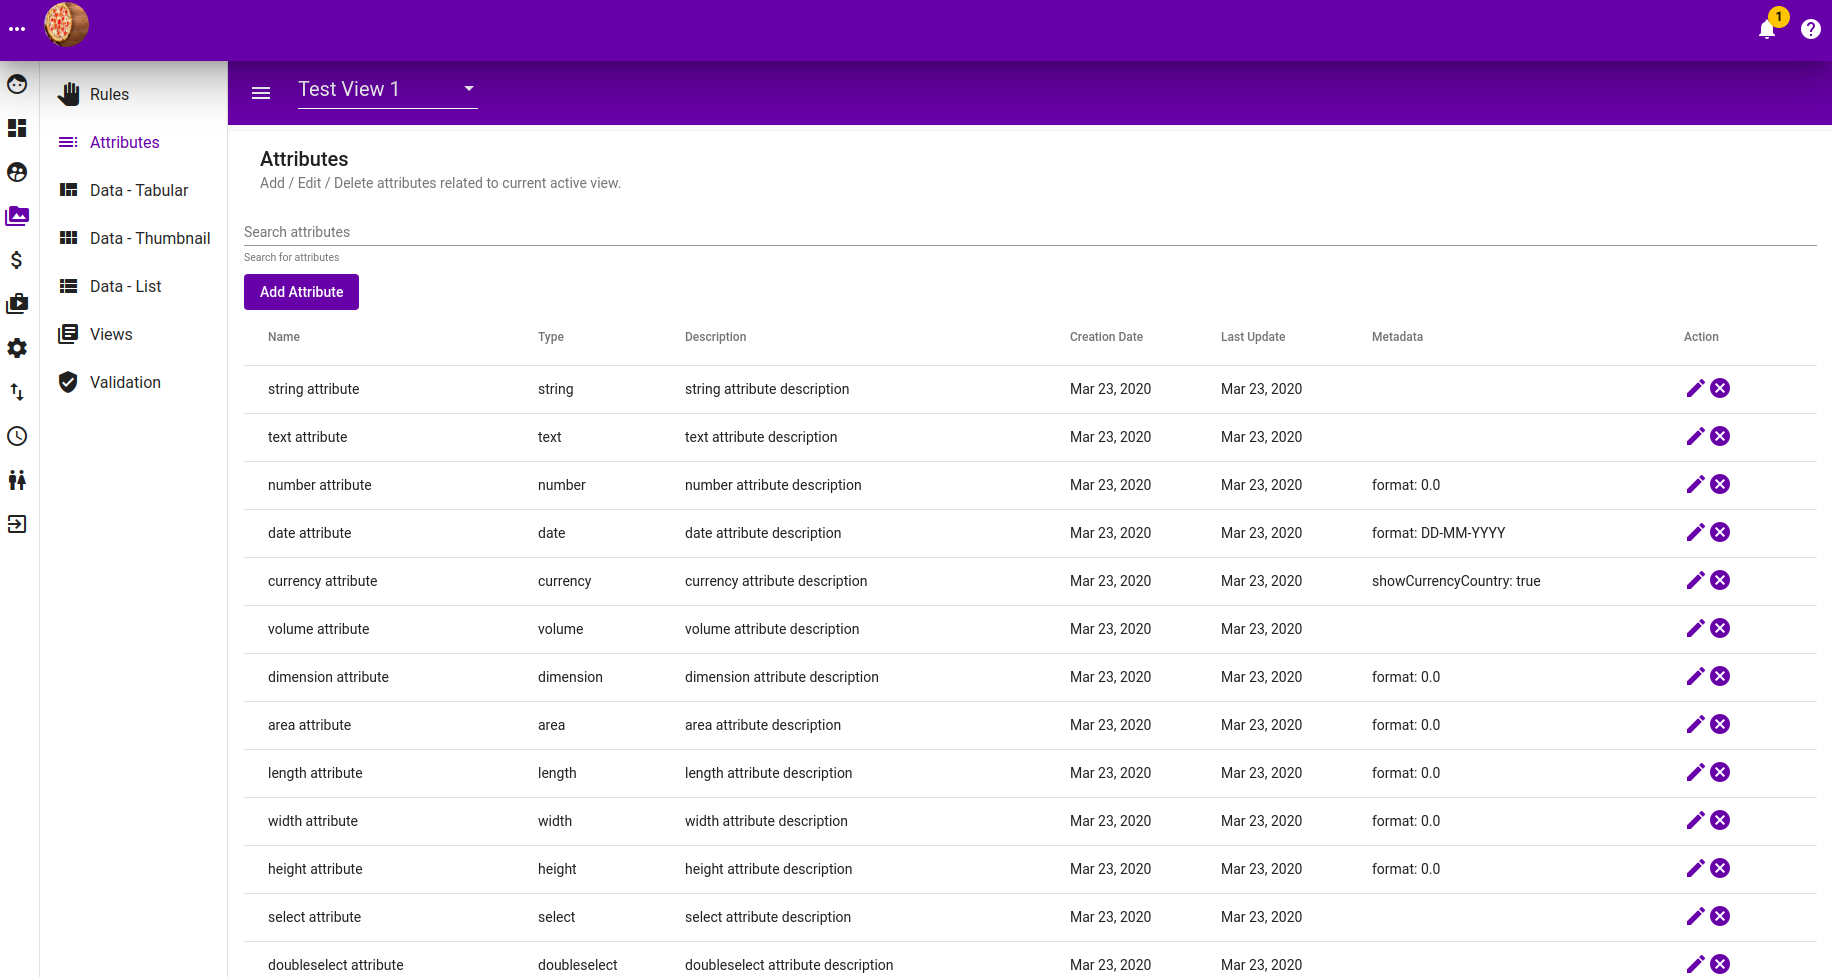 1
Test View 1
Rules
Attributes
Data - Tabular
Data - Thumbnail
Data - List
Views
Validation
Attributes
Add / Edit / Delete attributes related to current active view.
Search attributes
Search for attributes
Add Attribute
Name Type Description Creation Date Last Update Metadata Action
string attribute string string attribute description Mar 23, 2020 Mar 23, 2020
text attribute text text attribute description Mar 23, 2020 Mar 23, 2020
number attribute number number attribute description Mar 23, 2020 Mar 23, 2020 format: 0.0
date attribute date date attribute description Mar 23, 2020 Mar 23, 2020 format: DD-MM-YYYY
currency attribute currency currency attribute description Mar 23, 2020 Mar 23, 2020 showCurrencyCountry: true
volume attribute volume volume attribute description Mar 23, 2020 Mar 23, 2020
dimension attribute dimension dimension attribute description Mar 23, 2020 Mar 23, 2020 format: 0.0
area attribute area area attribute description Mar 23, 2020 Mar 23, 2020 format: 0.0
length attribute length length attribute description Mar 23, 2020 Mar 23, 2020 format: 0.0
width attribute width width attribute description Mar 23, 2020 Mar 23, 2020 format: 0.0
height attribute height height attribute description Mar 23, 2020 Mar 23, 2020 format: 0.0
select attribute select select attribute description Mar 23, 2020 Mar 23, 2020
doubleselect attribute doubleselect doubleselect attribute description Mar 23, 2020 Mar 23, 2020